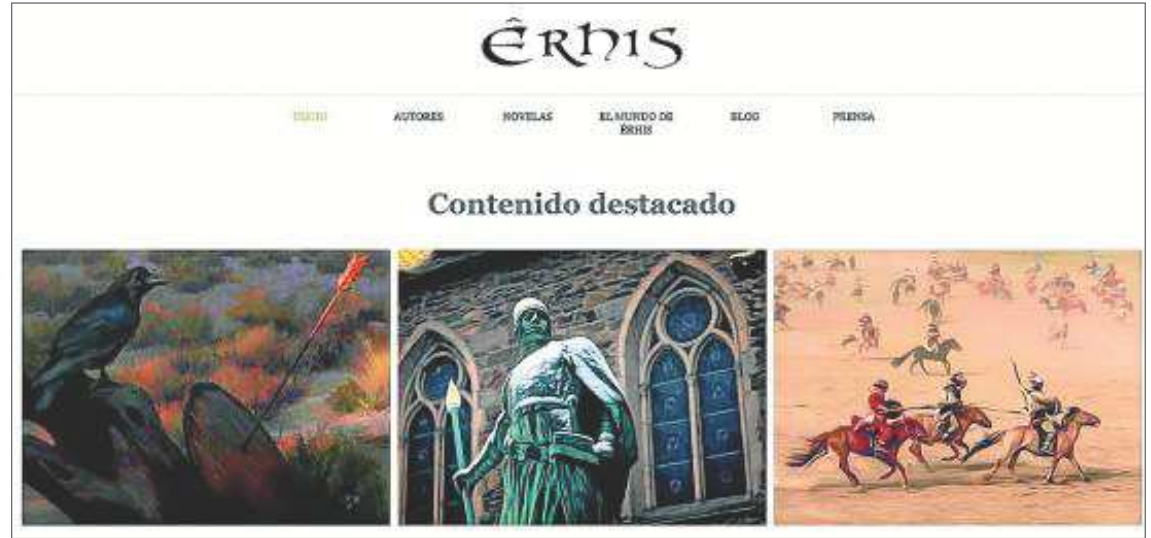 ÊRHIS
INICIO
AUTORES
NOVELAS
EL MUNDO DE
ÊRHIS
BLOG
PRENSA
Contenido destacado